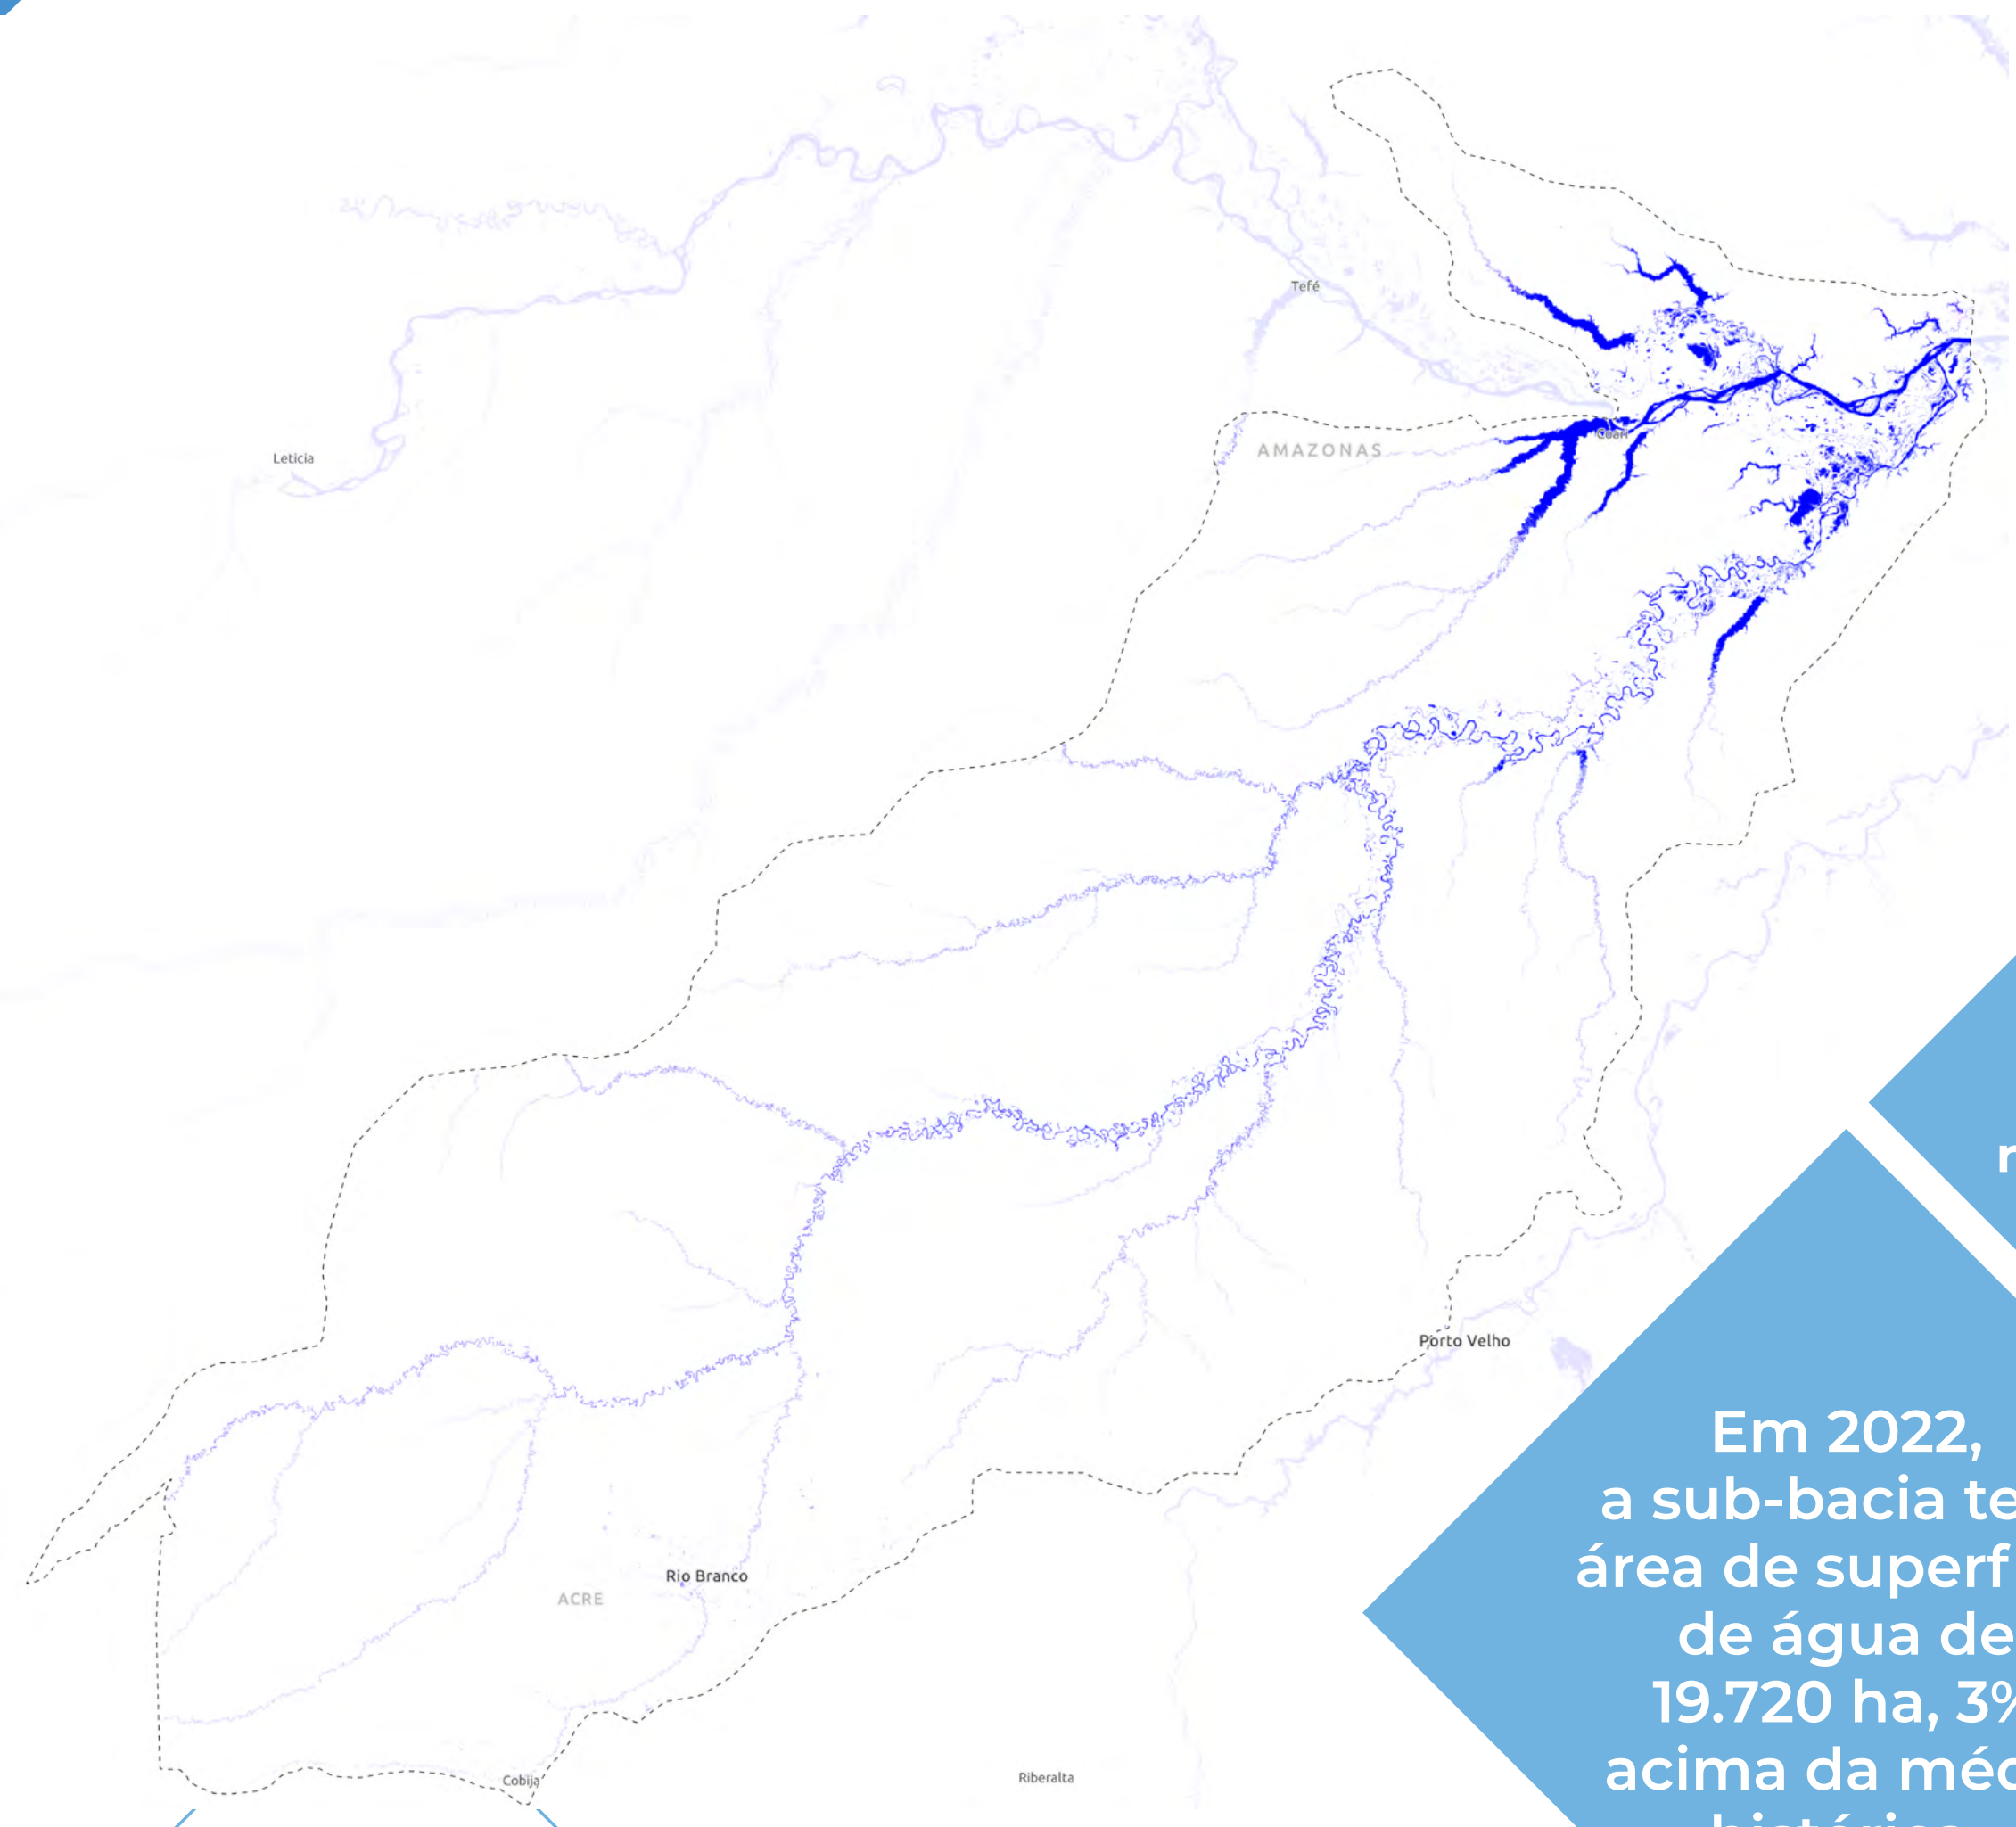 Tefé
AMAZONAS
Coari
Leticia
Porto Velho
Em 2022,
a sub-bacia te
área de superf
de água de
19.720 ha, 3%
acima da méd
Rio Branco
ACRE
Cobija
Riberalta